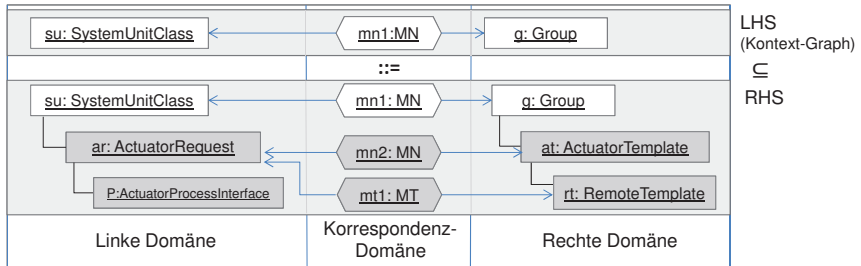 su: SystemUnitClass mn1:MN g: Group LHS
(Kontext-Graph)
::= ⊆
su: SystemUnitClass mn1: MN g: Group RHS
ar: ActuatorRequest mn2: MN at: ActuatorTemplate
P:ActuatorProcessInterface mt1: MT rt: RemoteTemplate
Linke Domäne Korrespondenz-
Domäne Rechte Domäne